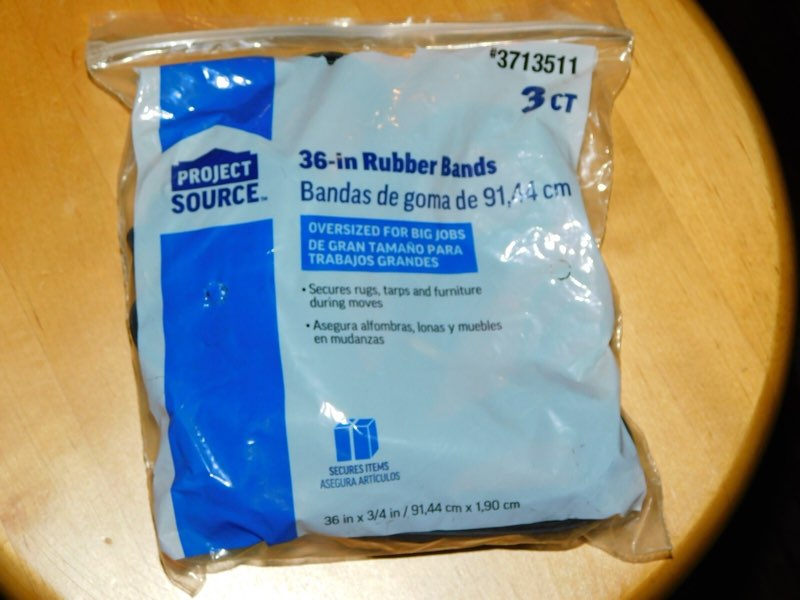 #3713511
3 CT
PROJECT
SOURCE™
36-in Rubber Bands
Bandas de goma de 91,44 cm
OVERSIZED FOR BIG JOBS
DE GRAN TAMAÑO PARA
TRABAJOS GRANDES
• Secures rugs, tarps and furniture
during moves
• Asegura alfombras, lonas y muebles
en mudanzas
SECURES ITEMS
ASEGURA ARTÍCULOS
36 in x 3/4 in / 91,44 cm x 1,90 cm